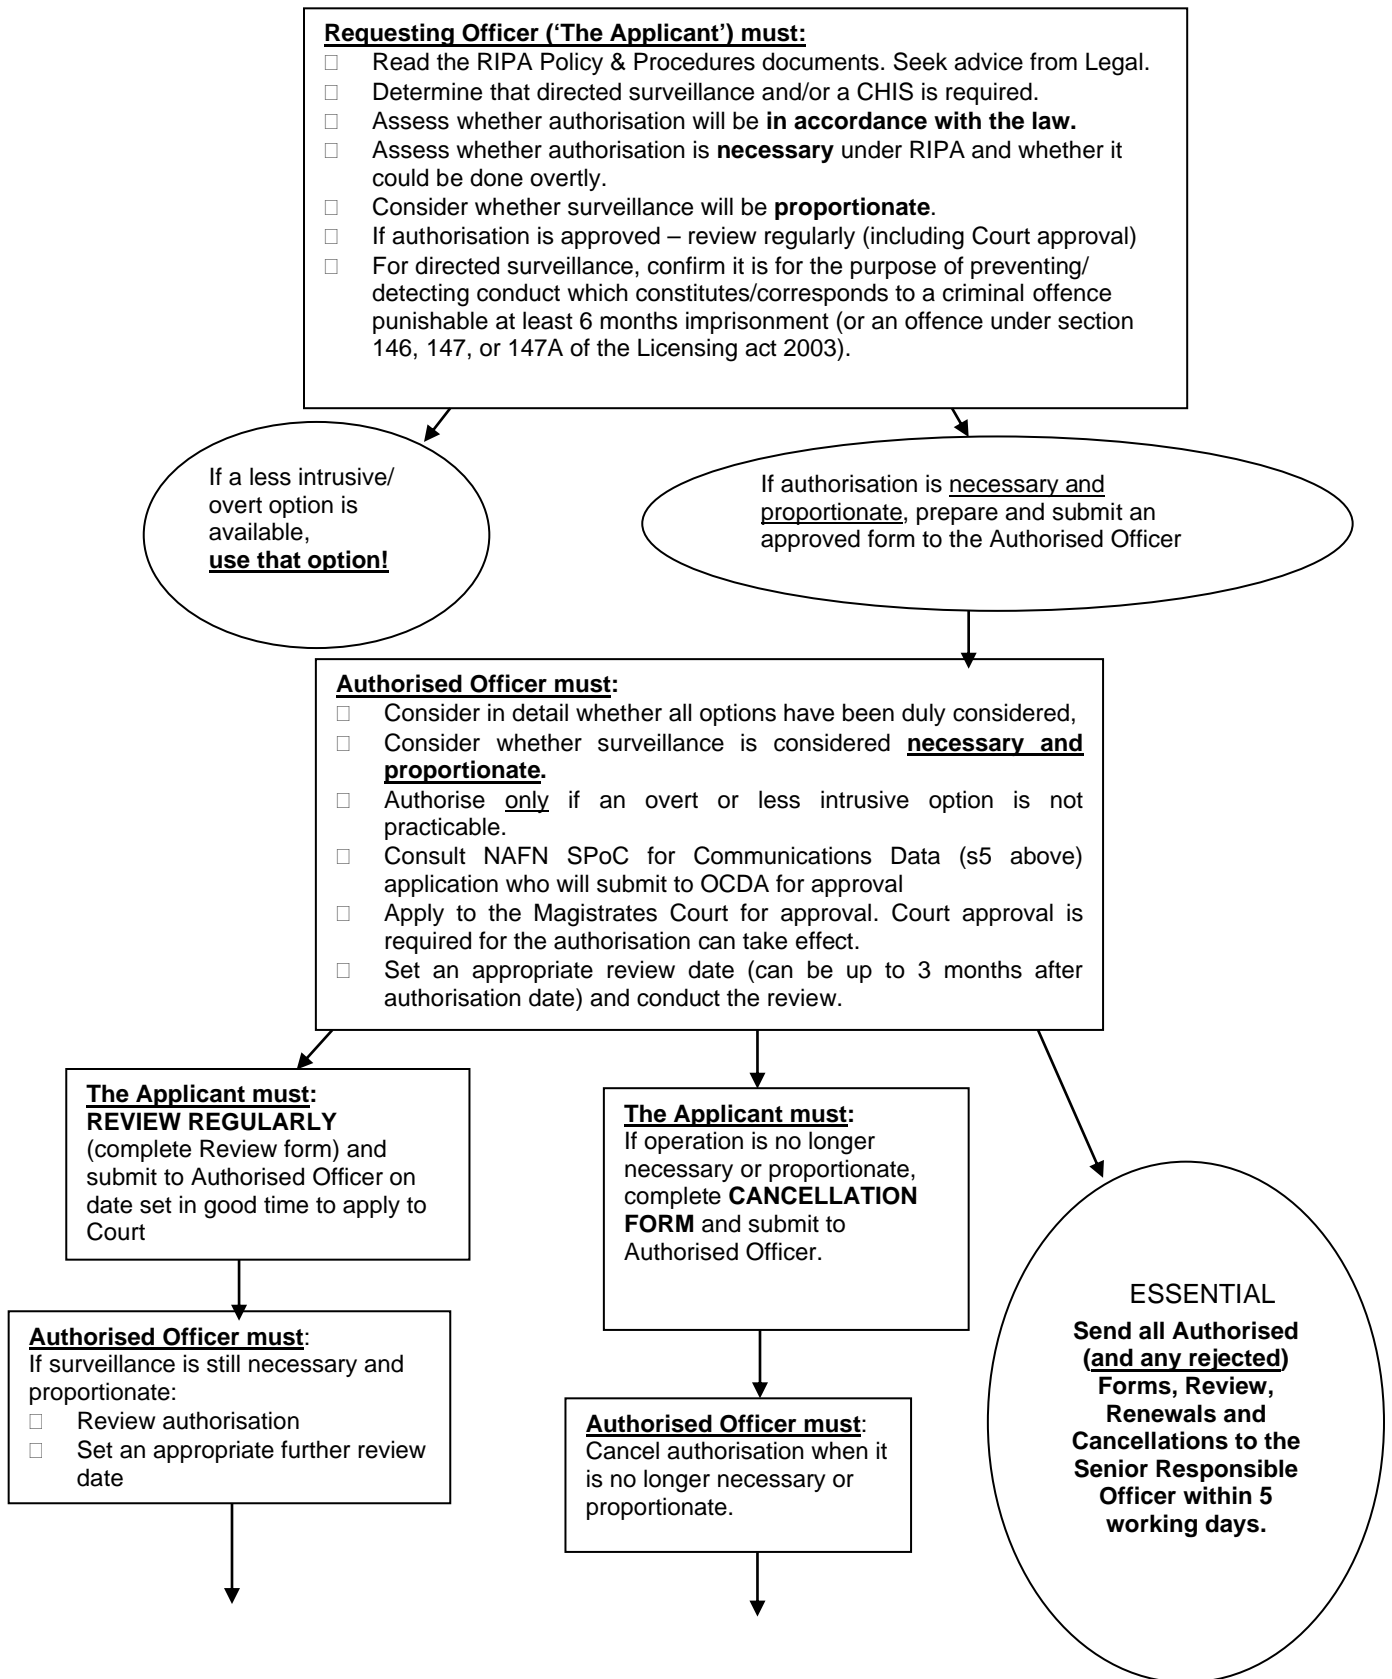 Requesting Officer (‘The Applicant’) must:
□ Read the RIPA Policy & Procedures documents. Seek advice from Legal.
□ Determine that directed surveillance and/or a CHIS is required.
□ Assess whether authorisation will be in accordance with the law.
□ Assess whether authorisation is necessary under RIPA and whether it
could be done overtly.
□ Consider whether surveillance will be proportionate.
□ If authorisation is approved – review regularly (including Court approval)
□ For directed surveillance, confirm it is for the purpose of preventing/
detecting conduct which constitutes/corresponds to a criminal offence
punishable at least 6 months imprisonment (or an offence under section
146, 147, or 147A of the Licensing act 2003).
If a less intrusive/
overt option is
available,
use that option!
If authorisation is necessary and
proportionate, prepare and submit an
approved form to the Authorised Officer
Authorised Officer must:
□ Consider in detail whether all options have been duly considered,
□ Consider whether surveillance is considered necessary and
proportionate.
□ Authorise only if an overt or less intrusive option is not
practicable.
□ Consult NAFN SPoC for Communications Data (s5 above)
application who will submit to OCDA for approval
□ Apply to the Magistrates Court for approval. Court approval is
required for the authorisation can take effect.
□ Set an appropriate review date (can be up to 3 months after
authorisation date) and conduct the review.
The Applicant must:
REVIEW REGULARLY
(complete Review form) and
submit to Authorised Officer on
date set in good time to apply to
Court
The Applicant must:
If operation is no longer
necessary or proportionate,
complete CANCELLATION
FORM and submit to
Authorised Officer.
ESSENTIAL
Send all Authorised
(and any rejected)
Forms, Review,
Renewals and
Cancellations to the
Senior Responsible
Officer within 5
working days.
Authorised Officer must:
If surveillance is still necessary and
proportionate:
□ Review authorisation
□ Set an appropriate further review
date
Authorised Officer must:
Cancel authorisation when it
is no longer necessary or
proportionate.